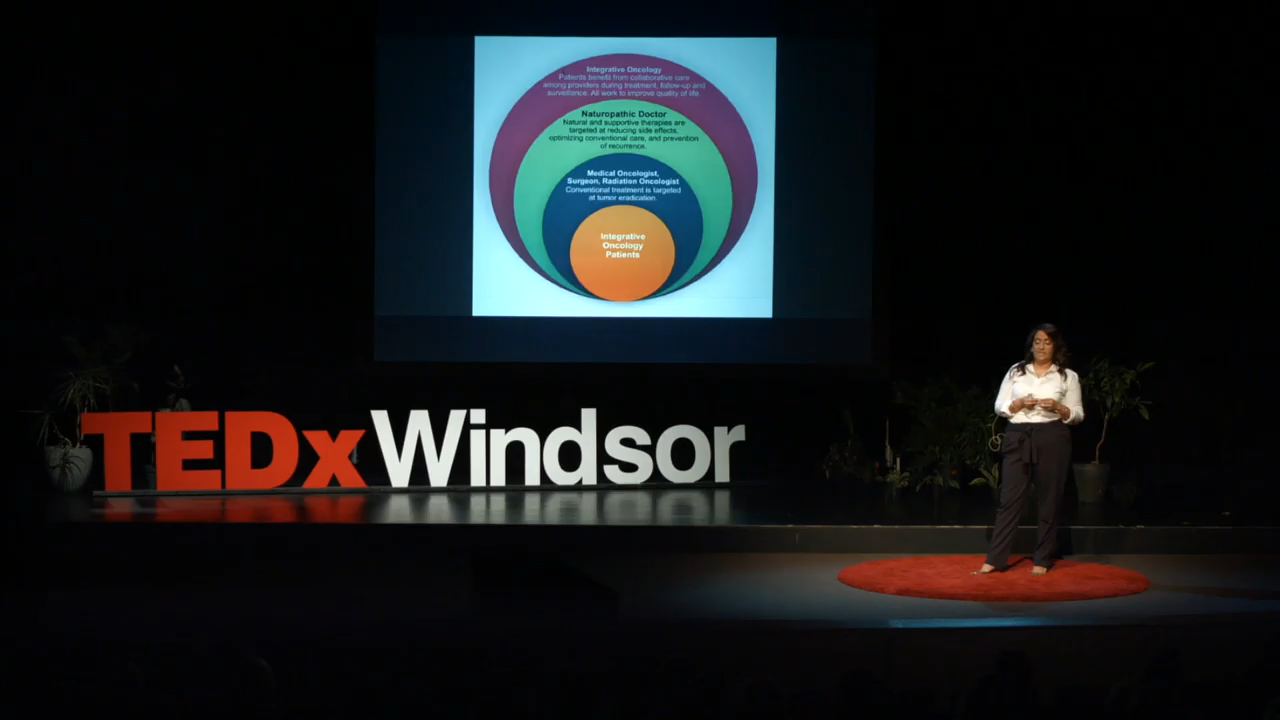 Integrative Oncology
Patients benefit from collaborative care
among providers during treatment, follow-up and
surveillance. All work to improve quality of life.
Naturopathic Doctor
Natural and supportive therapies are
targeted at reducing side effects,
optimizing conventional care, and prevention
of recurrence.
Medical Oncologist,
Surgeon, Radiation Oncologist
Conventional treatment is targeted
at tumor eradication.
Integrative
Oncology
Patients
TEDxWindsor